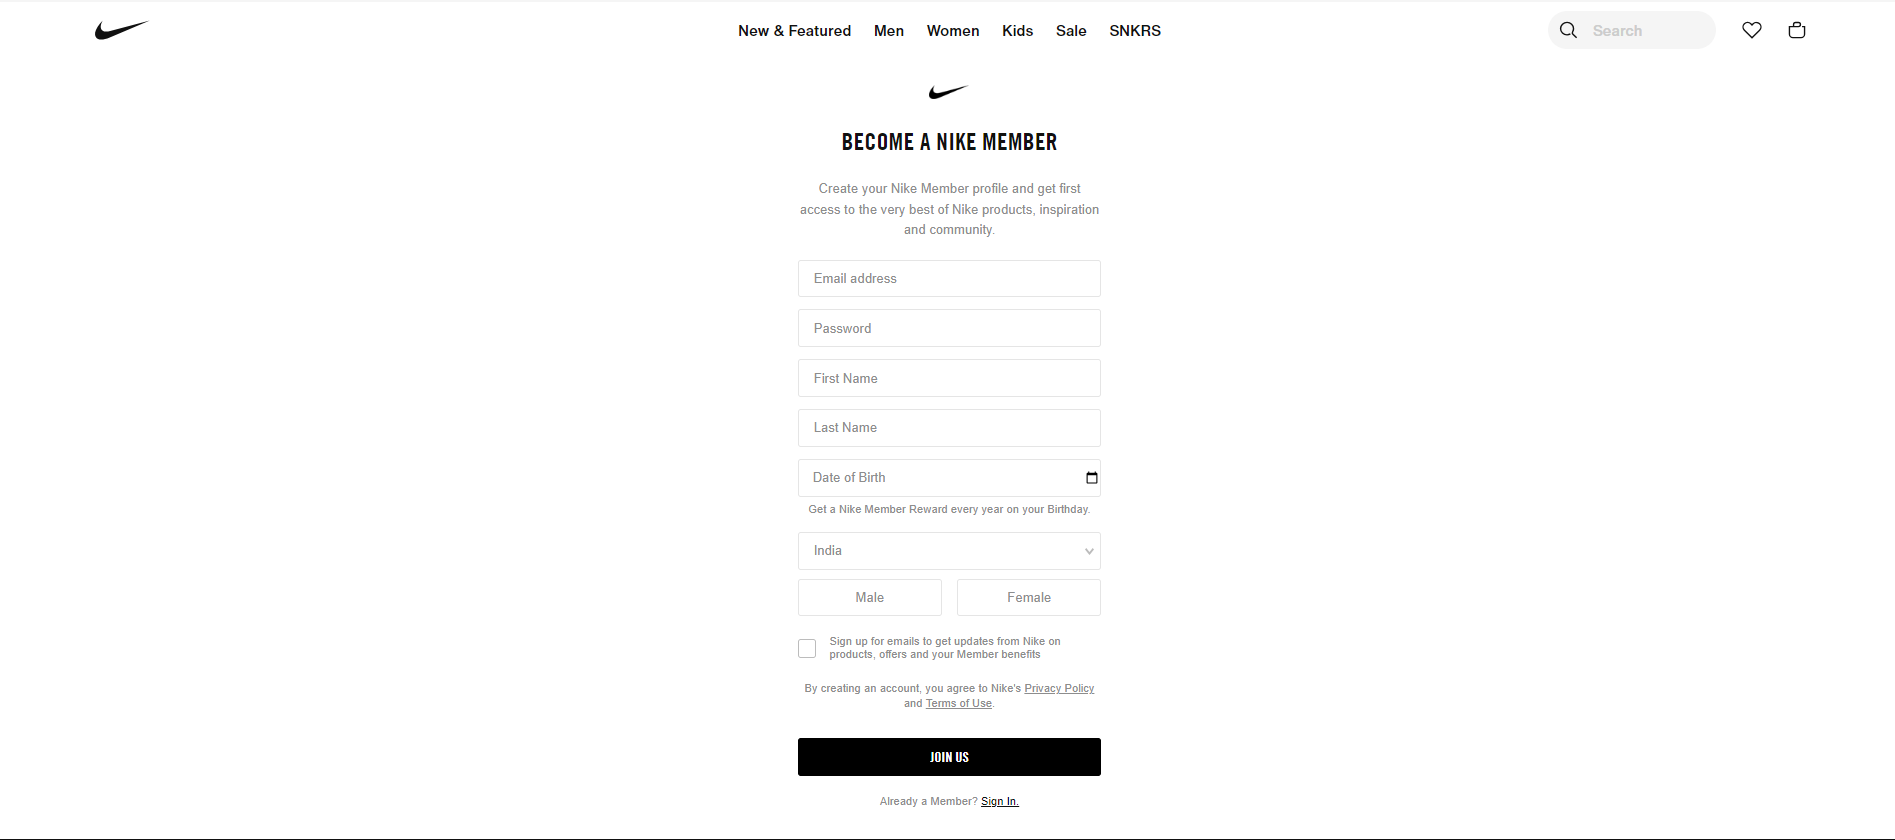 New & Featured Men Women Kids Sale SNKRS Search
BECOME A NIKE MEMBER
Create your Nike Member profile and get first
access to the very best of Nike products, inspiration
and community.
Email address
Password
First Name
Last Name
Date of Birth
Get a Nike Member Reward every year on your Birthday.
India
Male Female
Sign up for emails to get updates from Nike on
products, offers and your Member benefits
By creating an account, you agree to Nike's Privacy Policy
and Terms of Use.
JOIN US
Already a Member? Sign In.